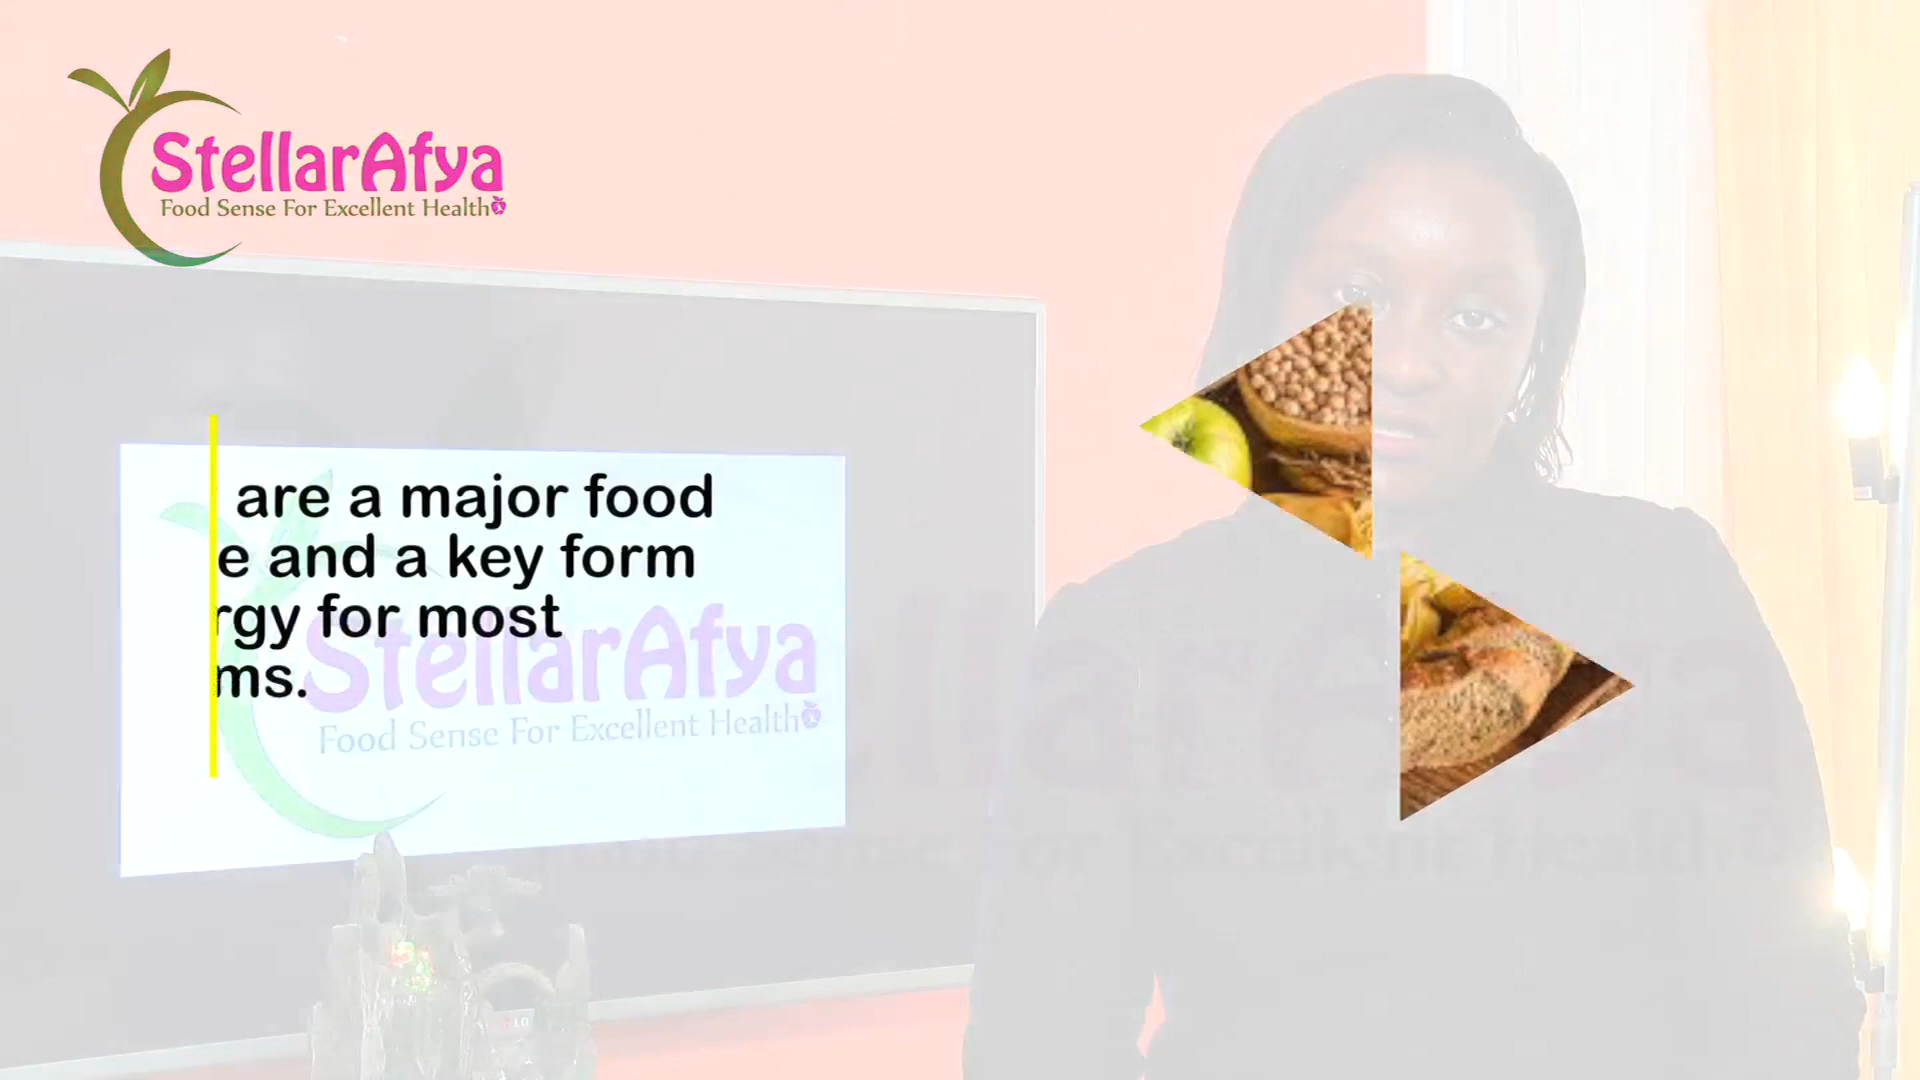 StellarAfya
Food Sense For Excellent Health
are a major food
e and a key form
rgy for most
ms.
StellarAfya
Food Sense For Excellent Health
LG